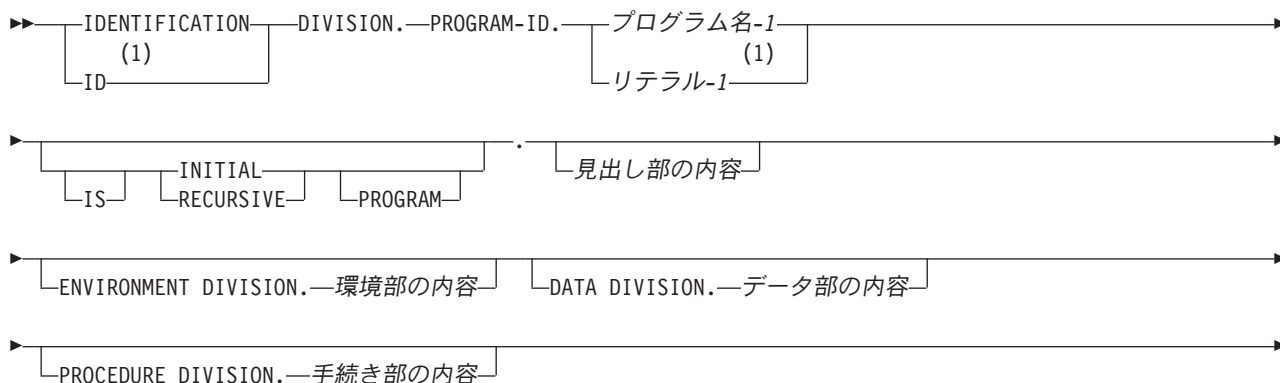 IDENTIFICATION DIVISION. PROGRAM-ID. プログラム名-1
(1) (1)
ID リテラル-1
.
INITIAL 見出し部の内容
IS RECURSIVE PROGRAM
ENVIRONMENT DIVISION. 環境部の内容 DATA DIVISION. データ部の内容
PROCEDURE DIVISION. 手続き部の内容